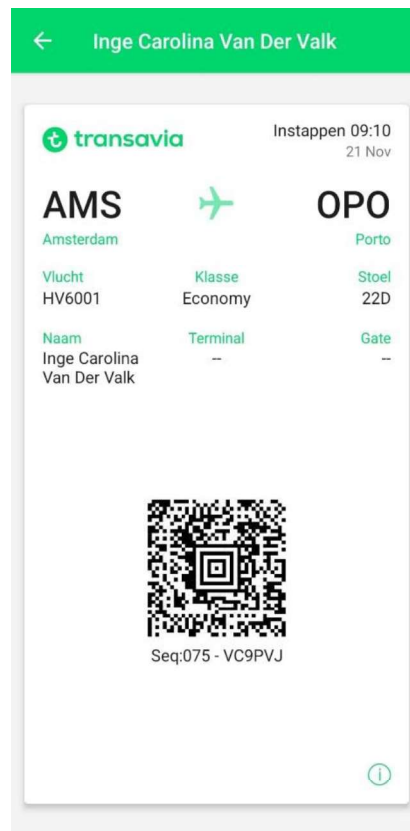 Inge Carolina Van Der Valk
transavia
Instappen 09:10
21 Nov
AMS
OPO
Amsterdam
Porto
Vlucht
Klasse
Stoel
HV6001
Economy
22D
Naam
Terminal
Gate
Inge Carolina
Van Der Valk
--
--
Seq:075 - VC9PVJ